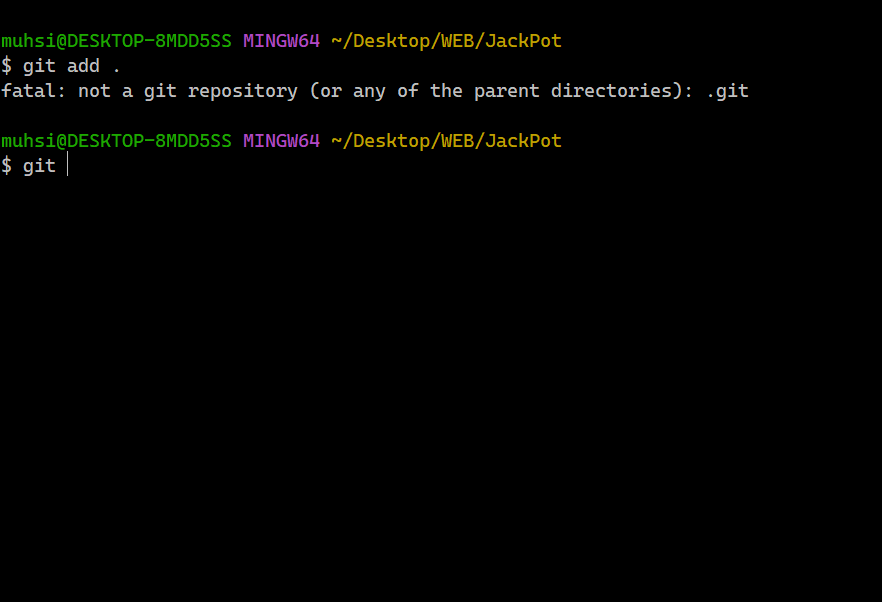 muhsi@DESKTOP-8MDD5SS MINGW64 ~/Desktop/WEB/JackPot
$ git add .
fatal: not a git repository (or any of the parent directories): .git
muhsi@DESKTOP-8MDD5SS MINGW64 ~/Desktop/WEB/JackPot
$ git